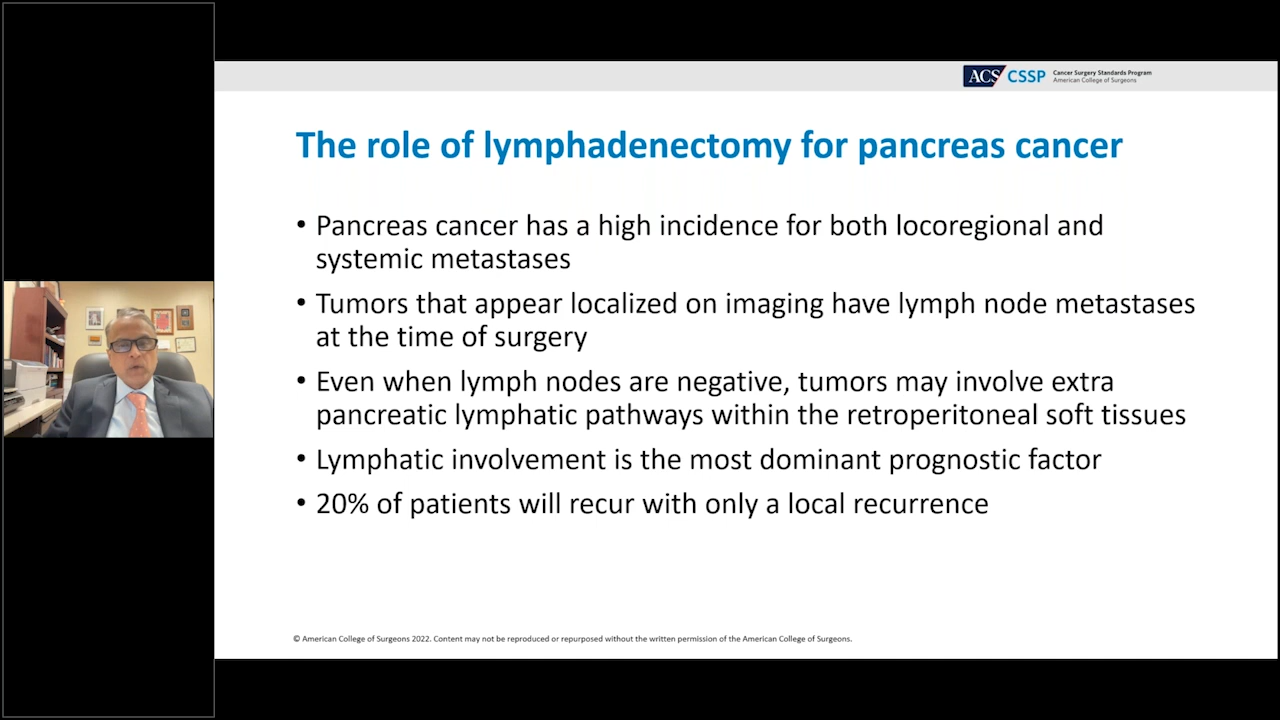 ACS CSSP Cancer Surgery Standards Program
American College of Surgeons
The role of lymphadenectomy for pancreas cancer
• Pancreas cancer has a high incidence for both locoregional and
systemic metastases
• Tumors that appear localized on imaging have lymph node metastases
at the time of surgery
• Even when lymph nodes are negative, tumors may involve extra
pancreatic lymphatic pathways within the retroperitoneal soft tissues
• Lymphatic involvement is the most dominant prognostic factor
• 20% of patients will recur with only a local recurrence
© American College of Surgeons 2022. Content may not be reproduced or repurposed without the written permission of the American College of Surgeons.